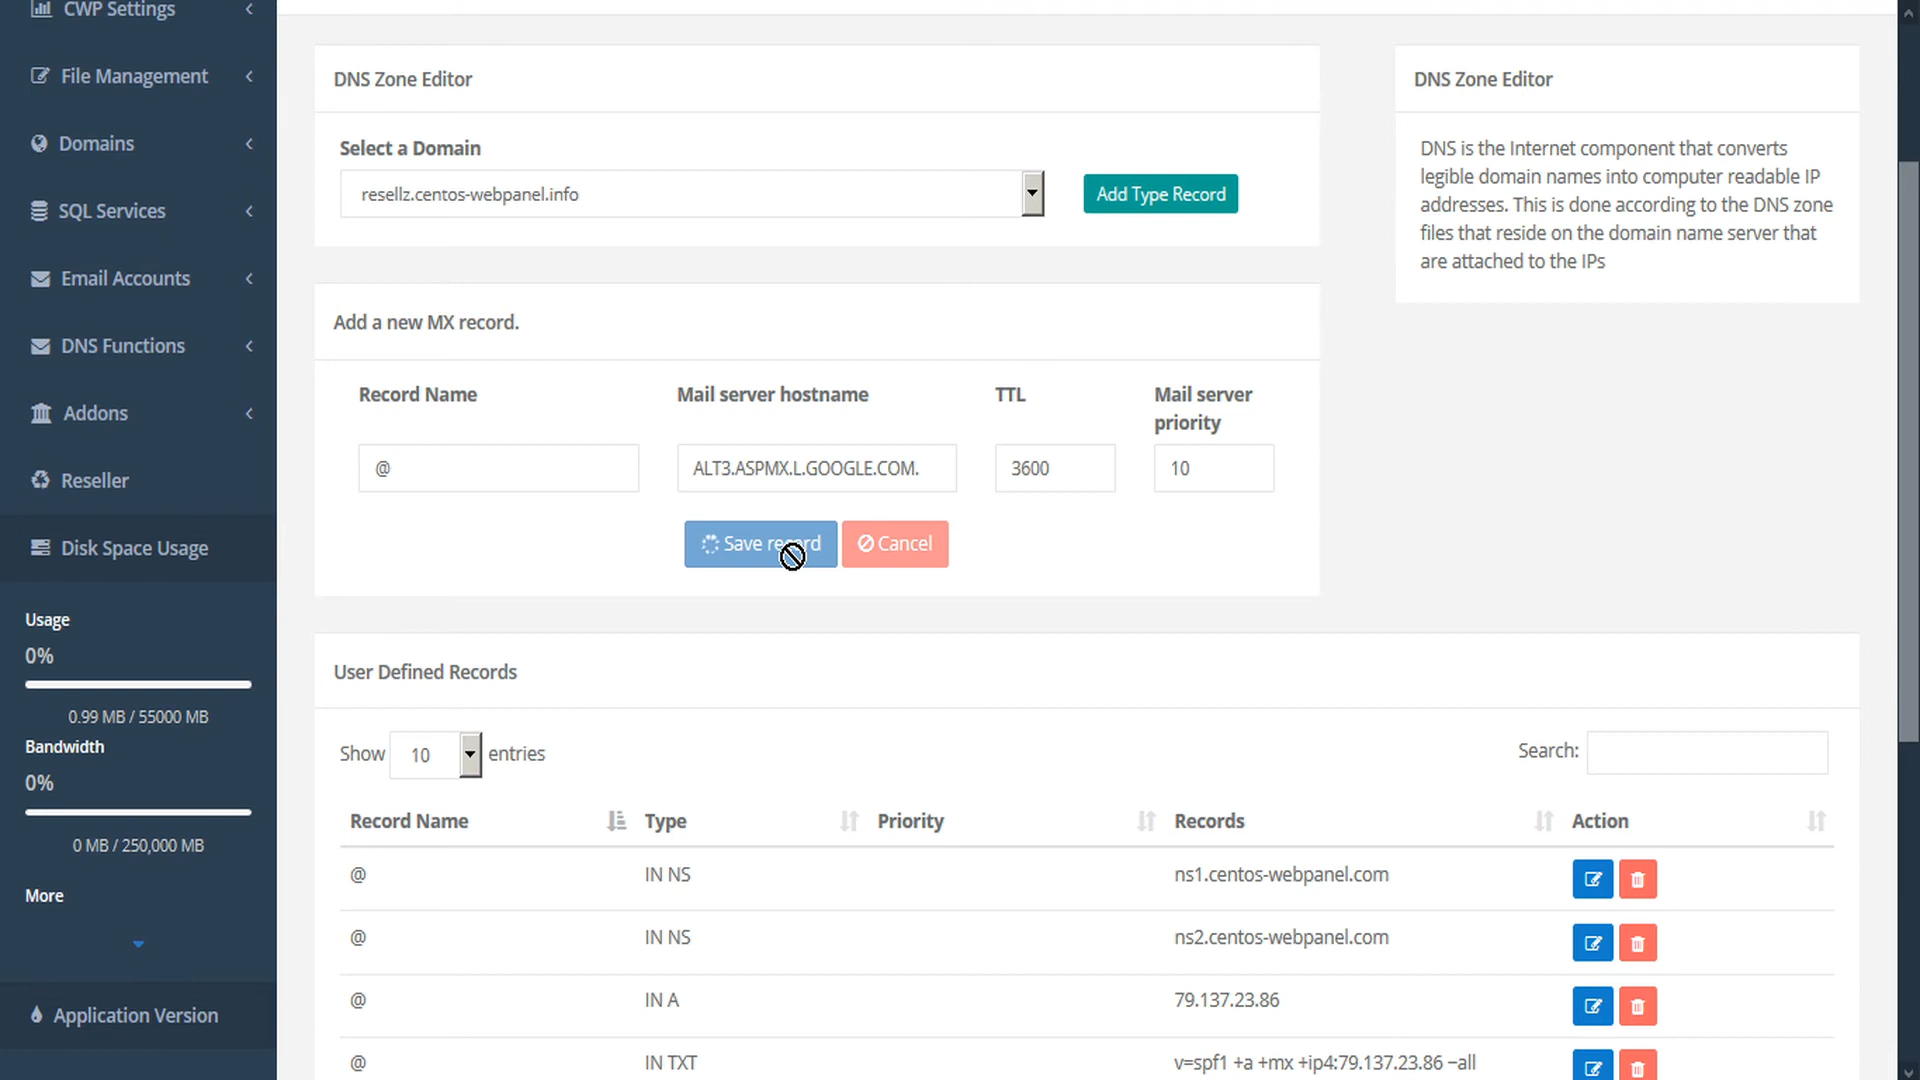 CWP Settings
File Management
Domains
SQL Services
Email Accounts
DNS Functions
Addons
Reseller
Disk Space Usage
Usage
0%
0.99 MB / 55000 MB
Bandwidth
0%
0 MB / 250,000 MB
More
Application Version
DNS Zone Editor
Select a Domain
resellz.centos-webpanel.info
Add Type Record
DNS Zone Editor
DNS is the Internet component that converts
legible domain names into computer readable IP
addresses. This is done according to the DNS zone
files that reside on the domain name server that
are attached to the IPs
Add a new MX record.
Record Name Mail server hostname TTL Mail server
priority
@ ALT3.ASPMX.L.GOOGLE.COM. 3600 10
Save record Cancel
User Defined Records
Show 10 entries Search:
Record Name Type Priority Records Action
@ IN NS ns1.centos-webpanel.com
@ IN NS ns2.centos-webpanel.com
@ IN A 79.137.23.86
@ IN TXT v=spf1 +a +mx +ip4:79.137.23.86 ~all